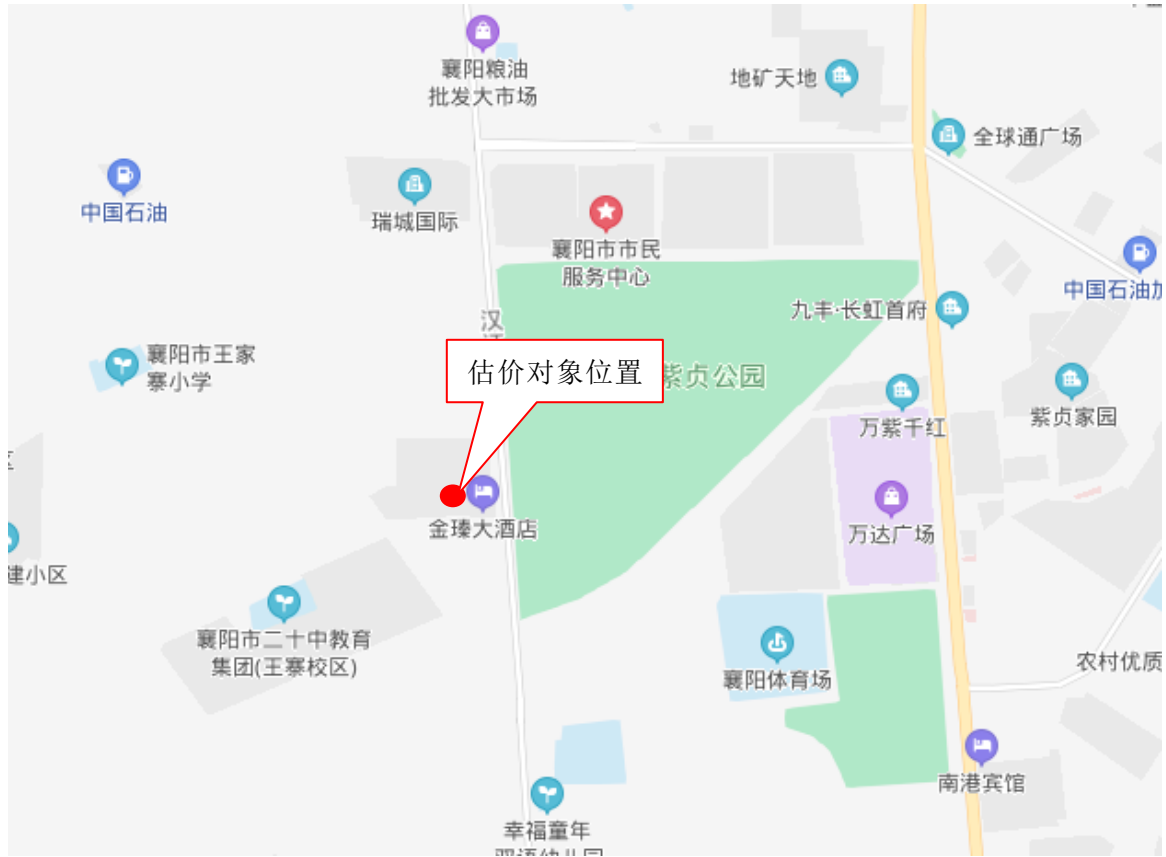 襄阳粮油
批发大市场
地矿天地
全球通广场
中国石油
瑞城国际
襄阳市市民
服务中心
中国石油加
九丰·长虹首府
汉
襄阳市王家
寨小学
估价对象位置
紫贞公园
紫贞家园
万紫千红
万达广场
金瑧大酒店
建小区
襄阳市二十中教育
集团(王寨校区)
襄阳体育场
农村优质
南港宾馆
幸福童年
双语幼儿园